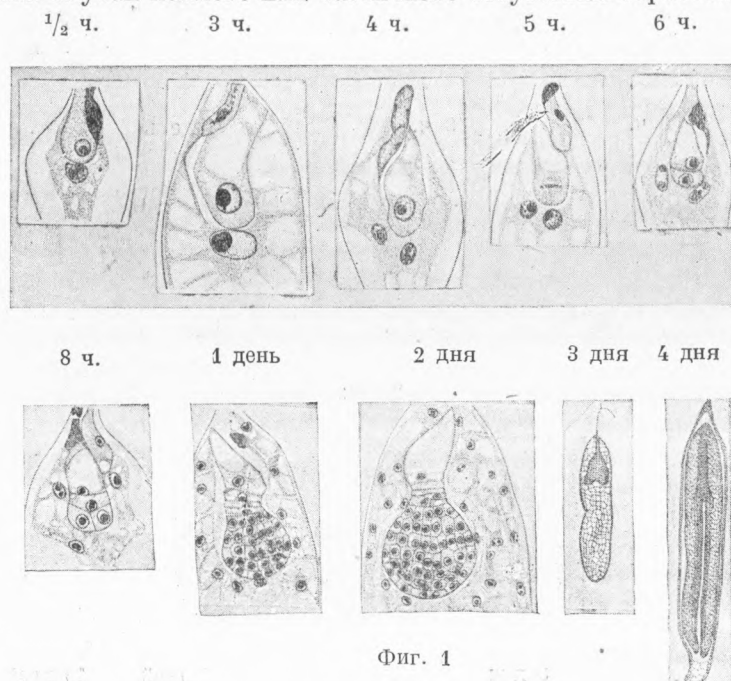 1/2 ч. 3 ч. 4 ч. 5 ч. 6 ч.
8 ч. 1 день 2 дня 3 дня 4 дня
Фиг. 1